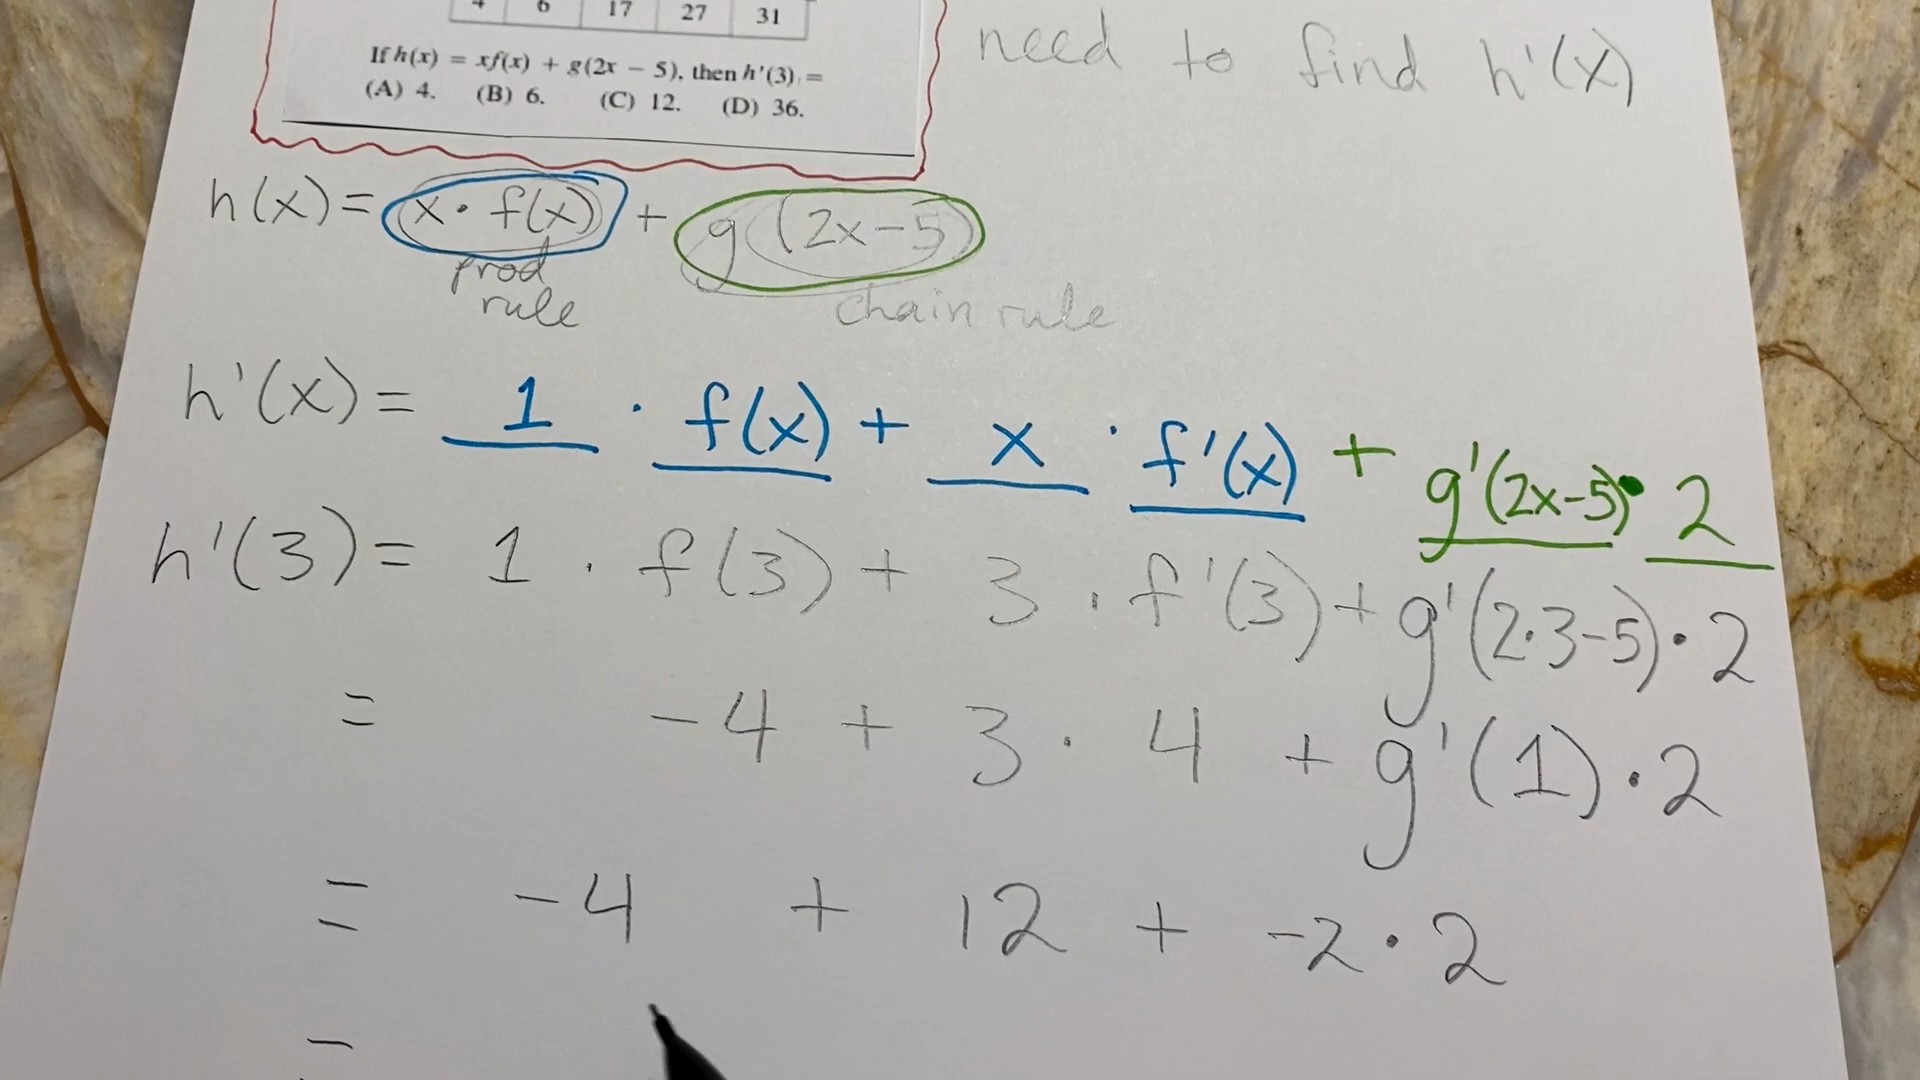 4 6 17 27 31
If h(x) = xf(x) + g(2x − 5), then h'(3) =
(A) 4. (B) 6. (C) 12. (D) 36.
need to find h'(x)
h(x) = x · f(x) + g(2x−5)
prod
rule
chain rule
h'(x) = 1 · f(x) + x · f'(x) + g'(2x−5) · 2
h'(3) = 1 · f(3) + 3 · f'(3) + g'(2·3−5) · 2
= −4 + 3 · 4 + g'(1) · 2
= −4 + 12 + −2 · 2